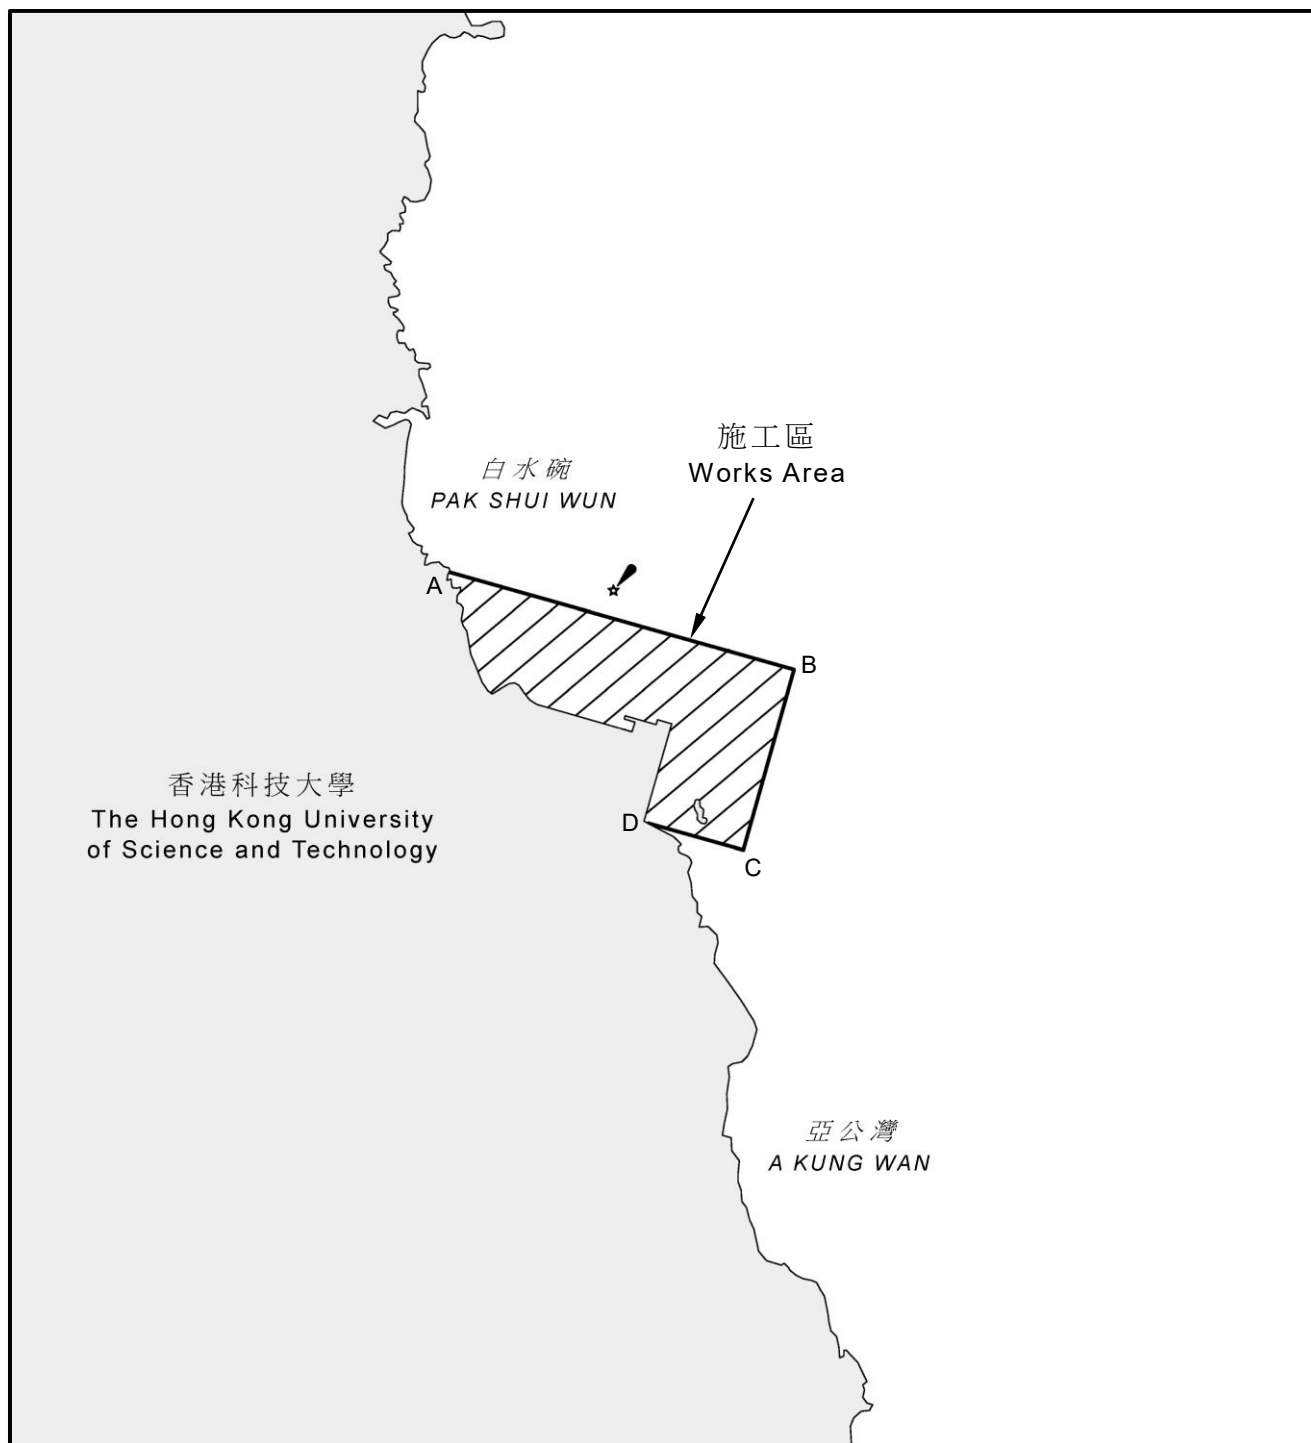 施工區
Works Area
白水碗
PAK SHUI WUN
A
B
香港科技大學
The Hong Kong University
of Science and Technology
D
C
亞公灣
A KUNG WAN